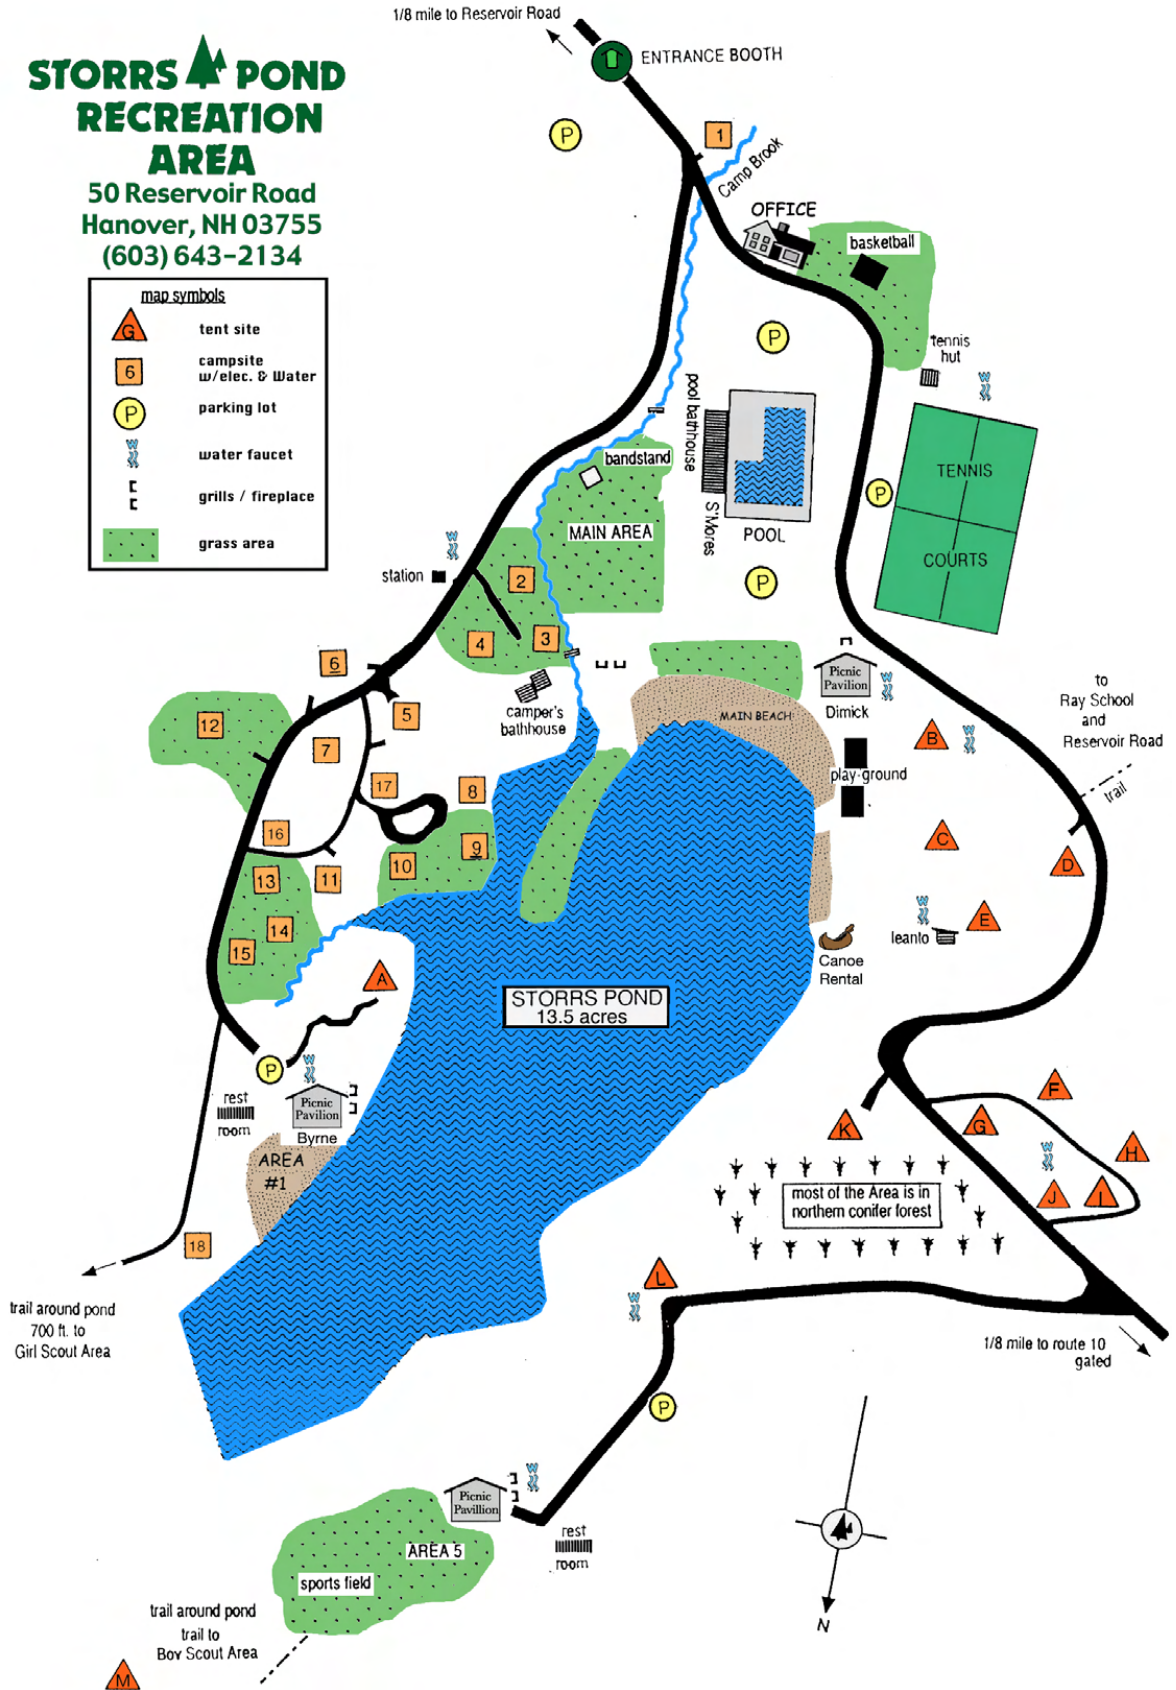 1/8 mile to Reservoir Road
ENTRANCE BOOTH
STORRS POND
RECREATION
AREA
50 Reservoir Road
Hanover, NH 03755
(603) 643-2134
map symbols
G tent site
6 campsite
w/elec. & Water
P parking lot
W water faucet
grills / fireplace
grass area
P
1
Camp Brook
OFFICE
basketball
P
tennis
hut
W
pool bathhouse
S'Mores
POOL
P
TENNIS
COURTS
bandstand
MAIN AREA
P
W
station
2
3
4
camper's
bathhouse
Picnic
Pavilion
Dimick
W
MAIN BEACH
play-ground
B
W
to
Ray School
and
Reservoir Road
trail
6
5
12
7
17
8
9
10
16
13
11
14
15
C
D
E
W
leanto
Canoe
Rental
STORRS POND
13.5 acres
A
P
W
rest
room
Picnic
Pavilion
Byrne
AREA
#1
18
trail around pond
700 ft. to
Girl Scout Area
F
G
H
W
J
I
K
most of the Area is in
northern conifer forest
L
W
1/8 mile to route 10
gated
P
Picnic
Pavillion
W
rest
room
AREA 5
sports field
trail around pond
trail to
Boy Scout Area
M
N